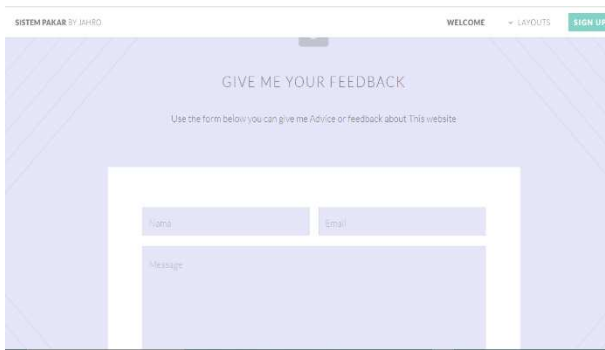 SISTEM PAKAR BY JAHRO WELCOME LAYOUTS SIGN UP
GIVE ME YOUR FEEDBACK
Use the form below you can give me Advice or feedback about This website
Nama Email
Message